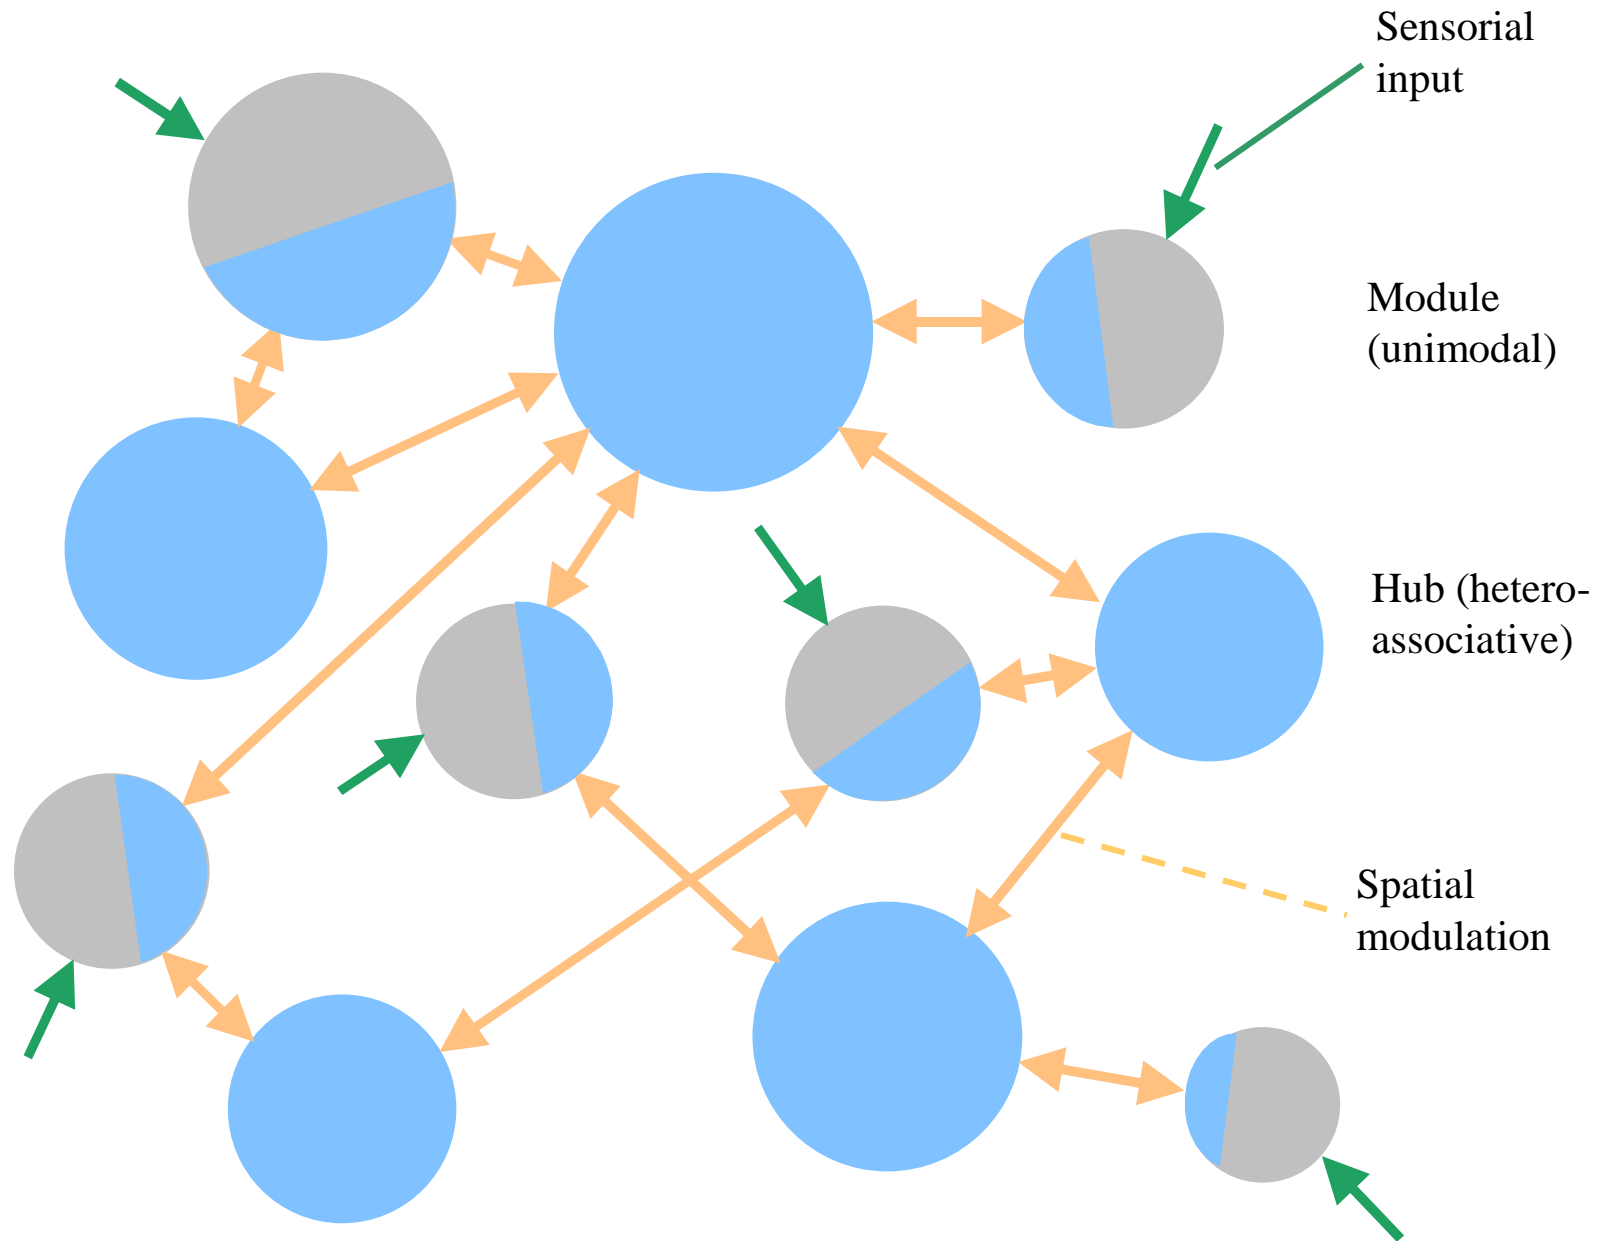 Sensorial
input
Module
(unimodal)
Hub (hetero-
associative)
Spatial
modulation